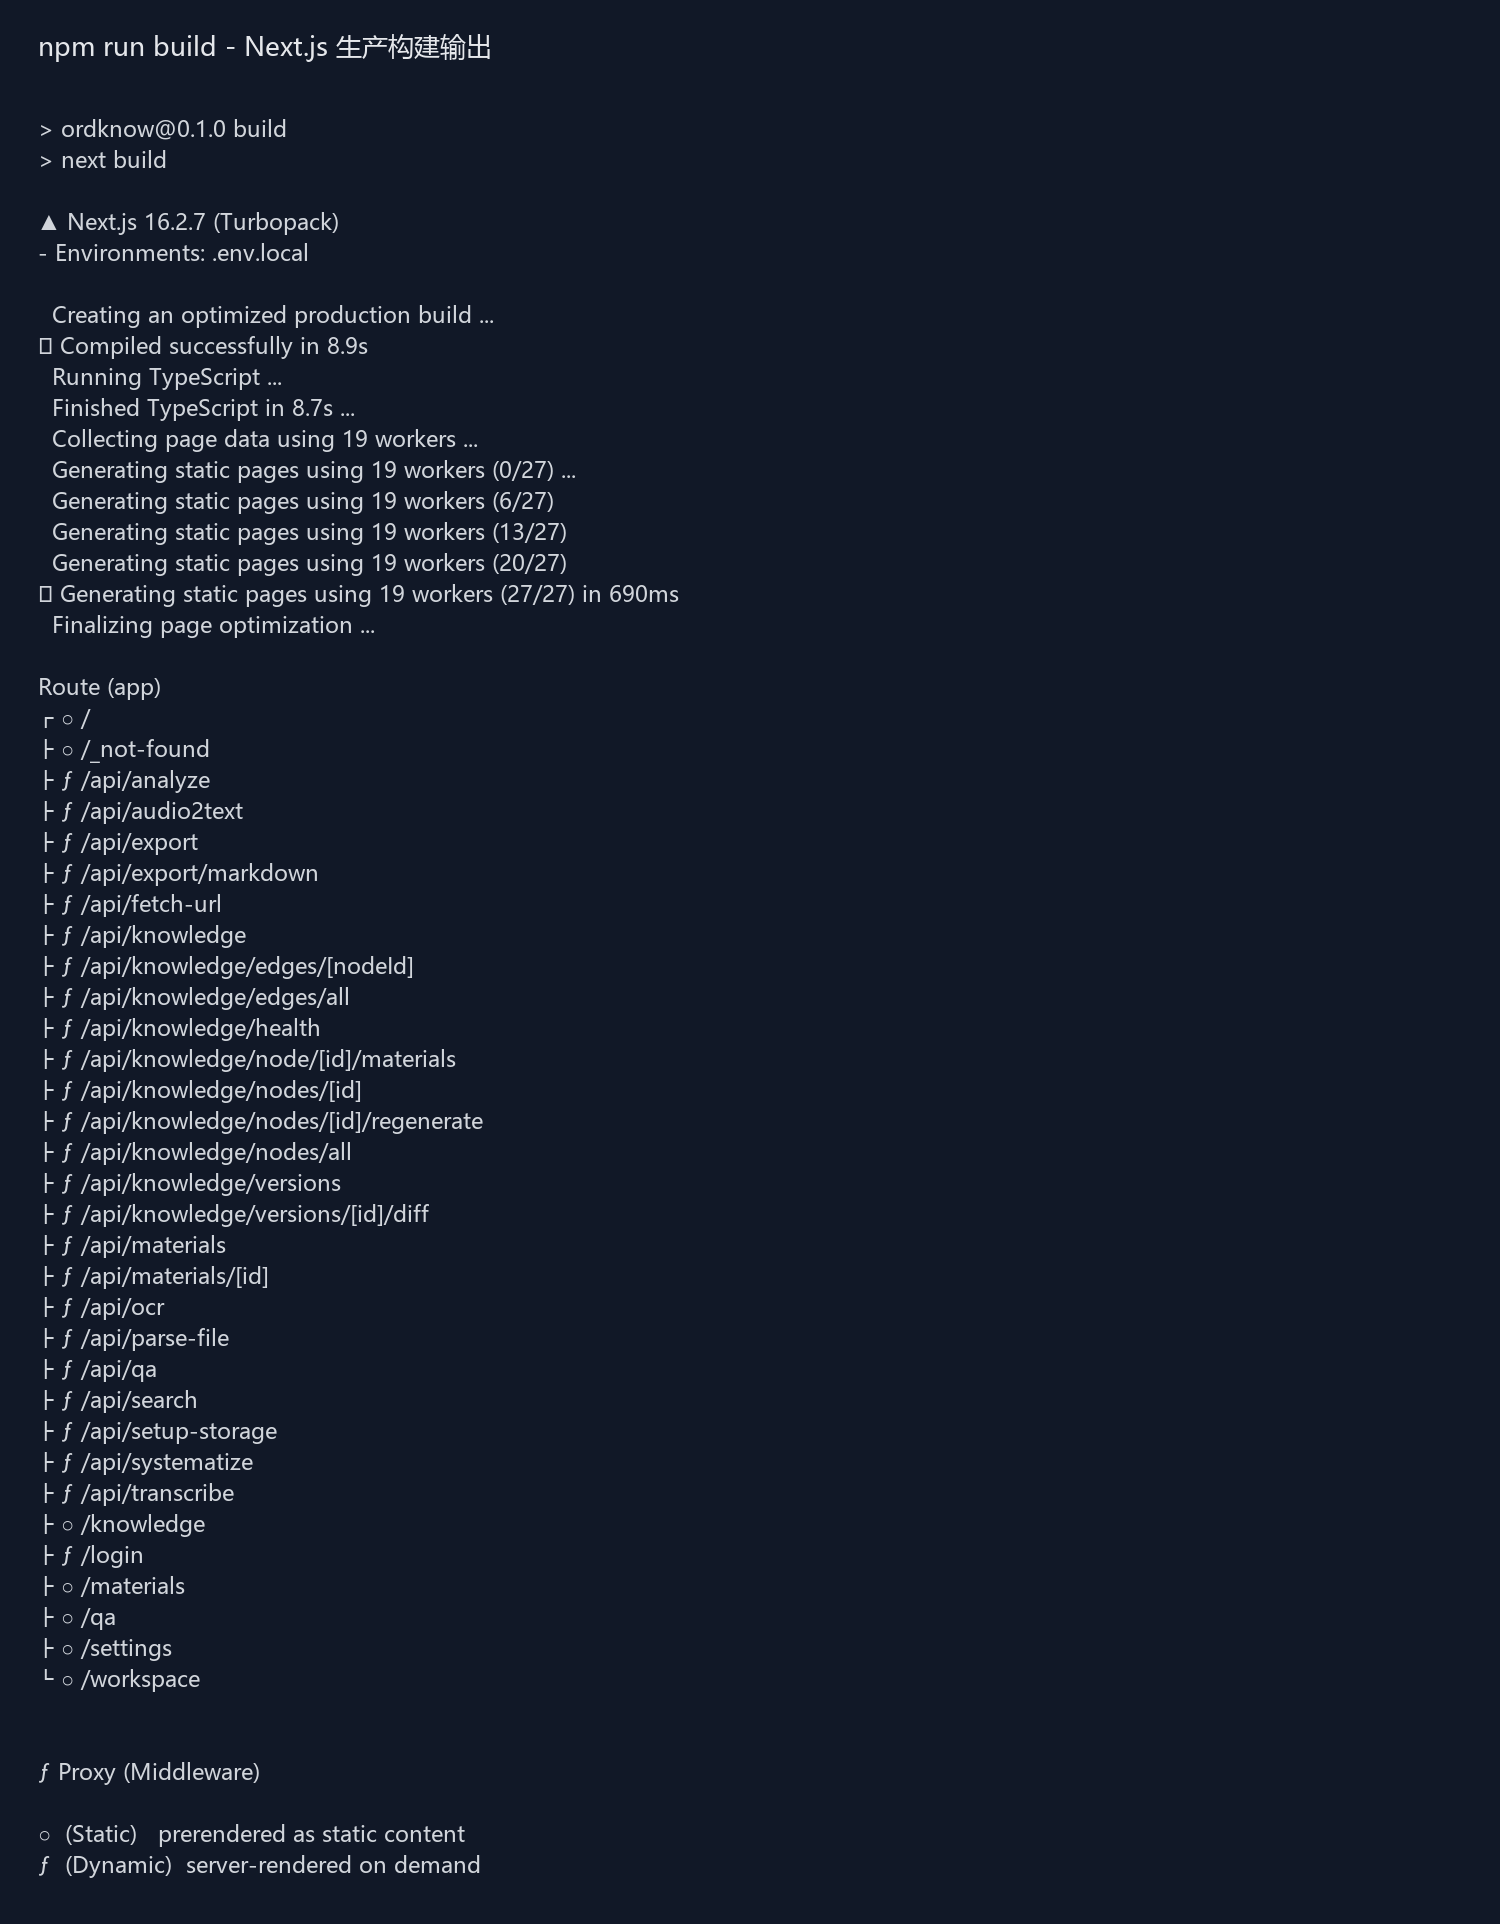 npm run build - Next.js 生产构建输出
> ordknow@0.1.0 build
> next build
▲ Next.js 16.2.7 (Turbopack)
- Environments: .env.local
Creating an optimized production build ...
□ Compiled successfully in 8.9s
Running TypeScript ...
Finished TypeScript in 8.7s ...
Collecting page data using 19 workers ...
Generating static pages using 19 workers (0/27) ...
Generating static pages using 19 workers (6/27)
Generating static pages using 19 workers (13/27)
Generating static pages using 19 workers (20/27)
□ Generating static pages using 19 workers (27/27) in 690ms
Finalizing page optimization ...
Route (app)
┌ ○ /
├ ○ /_not-found
├ ƒ /api/analyze
├ ƒ /api/audio2text
├ ƒ /api/export
├ ƒ /api/export/markdown
├ ƒ /api/fetch-url
├ ƒ /api/knowledge
├ ƒ /api/knowledge/edges/[nodeId]
├ ƒ /api/knowledge/edges/all
├ ƒ /api/knowledge/health
├ ƒ /api/knowledge/node/[id]/materials
├ ƒ /api/knowledge/nodes/[id]
├ ƒ /api/knowledge/nodes/[id]/regenerate
├ ƒ /api/knowledge/nodes/all
├ ƒ /api/knowledge/versions
├ ƒ /api/knowledge/versions/[id]/diff
├ ƒ /api/materials
├ ƒ /api/materials/[id]
├ ƒ /api/ocr
├ ƒ /api/parse-file
├ ƒ /api/qa
├ ƒ /api/search
├ ƒ /api/setup-storage
├ ƒ /api/systematize
├ ƒ /api/transcribe
├ ○ /knowledge
├ ƒ /login
├ ○ /materials
├ ○ /qa
├ ○ /settings
└ ○ /workspace
ƒ Proxy (Middleware)
○ (Static) prerendered as static content
ƒ (Dynamic) server-rendered on demand